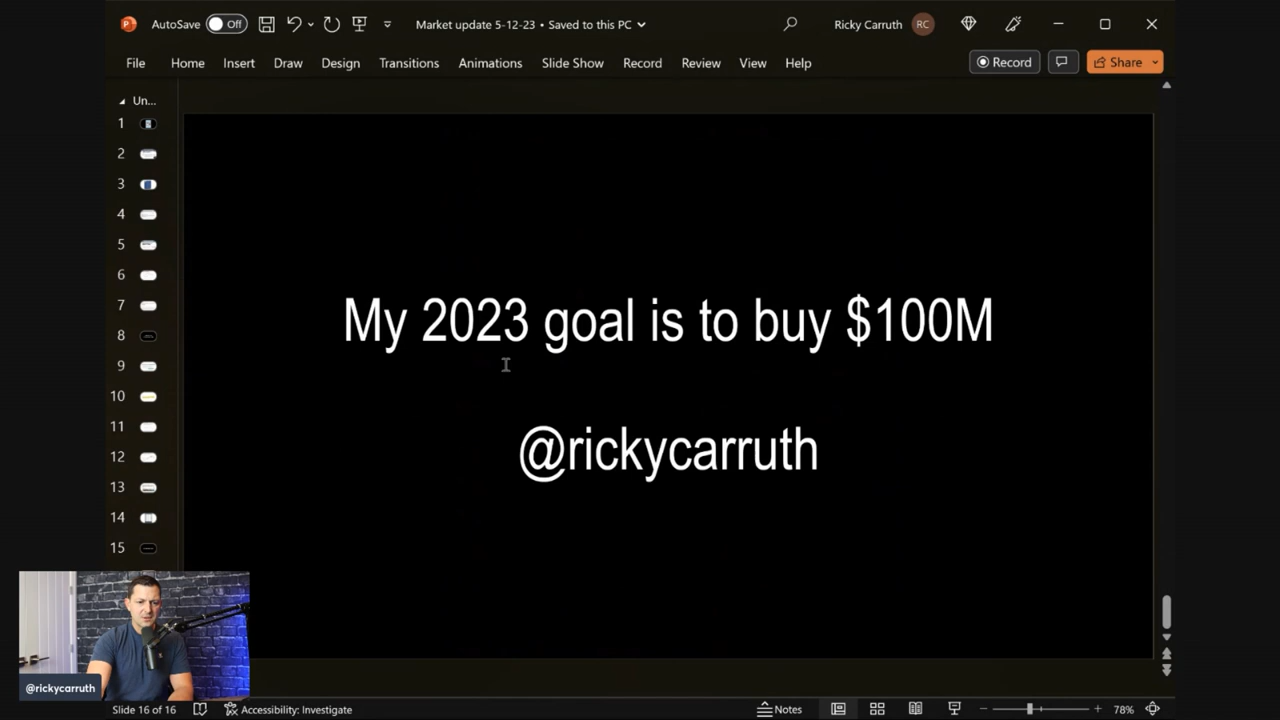 AutoSave Off Market update 5-12-23 • Saved to this PC Ricky Carruth RC
File Home Insert Draw Design Transitions Animations Slide Show Record Review View Help Record Share
Un...
1
2
3
4
5
6
7
8
9
10
11
12
13
14
15
My 2023 goal is to buy $100M
@rickycarruth
@rickycarruth
Slide 16 of 16 Accessibility: Investigate Notes 78%